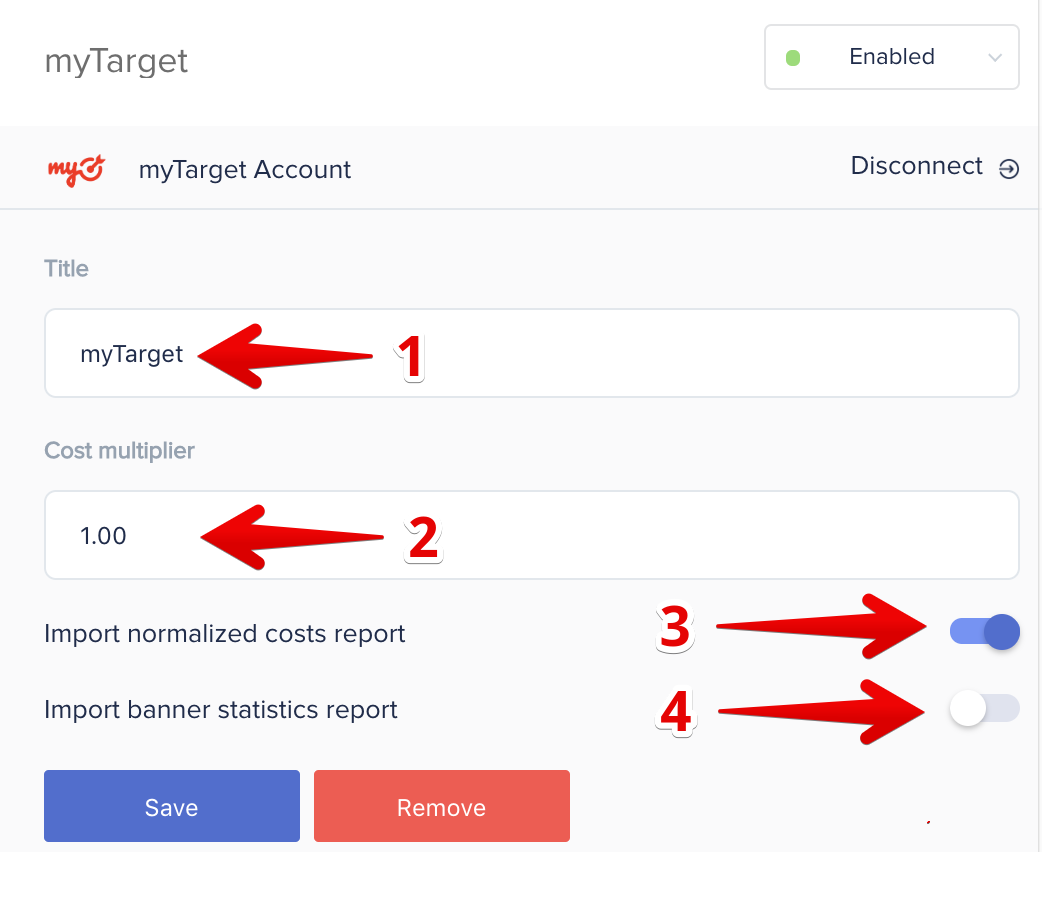 myTarget
Enabled
my
myTarget Account
Disconnect
Title
myTarget
1
Cost multiplier
1.00
2
Import normalized costs report
3
Import banner statistics report
4
Save
Remove